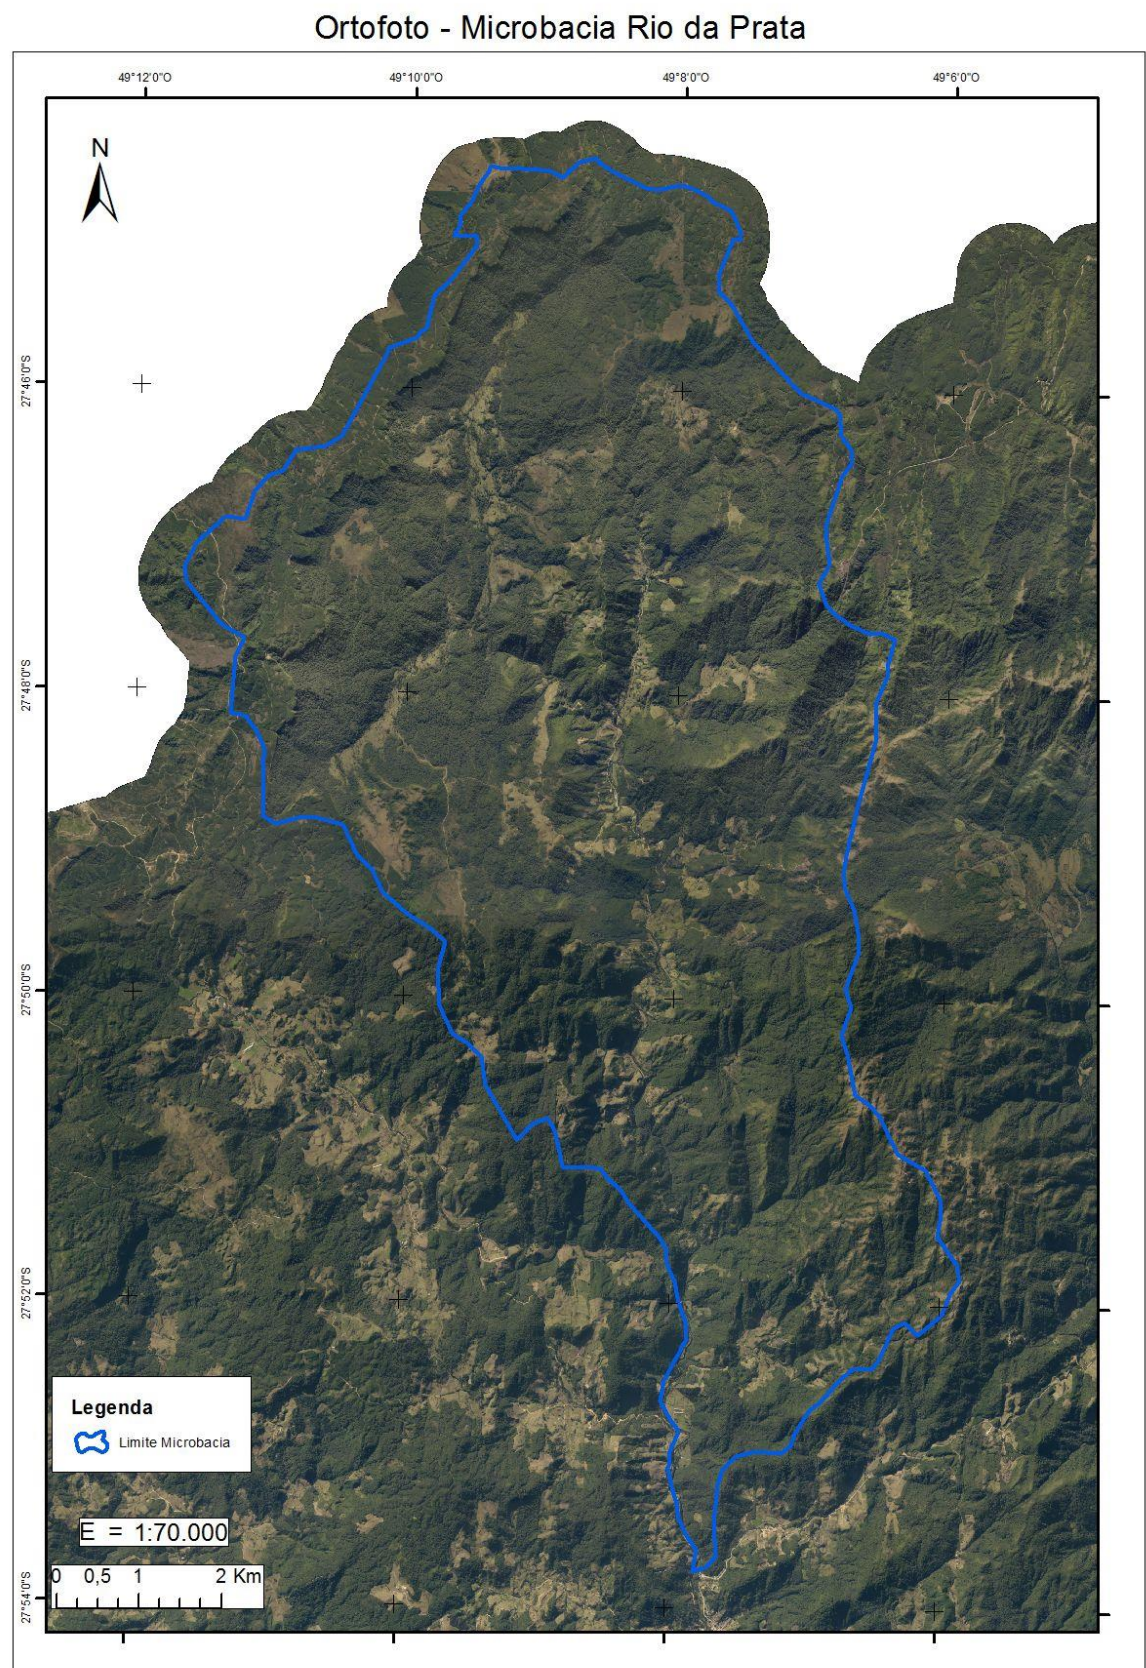 Ortofoto - Microbacia Rio da Prata
49°12'0"O 49°10'0"O 49°8'0"O 49°6'0"O
N
27°46'0"S
27°48'0"S
27°50'0"S
27°52'0"S
27°54'0"S
Legenda
Limite Microbacia
E = 1:70.000
0 0,5 1 2 Km